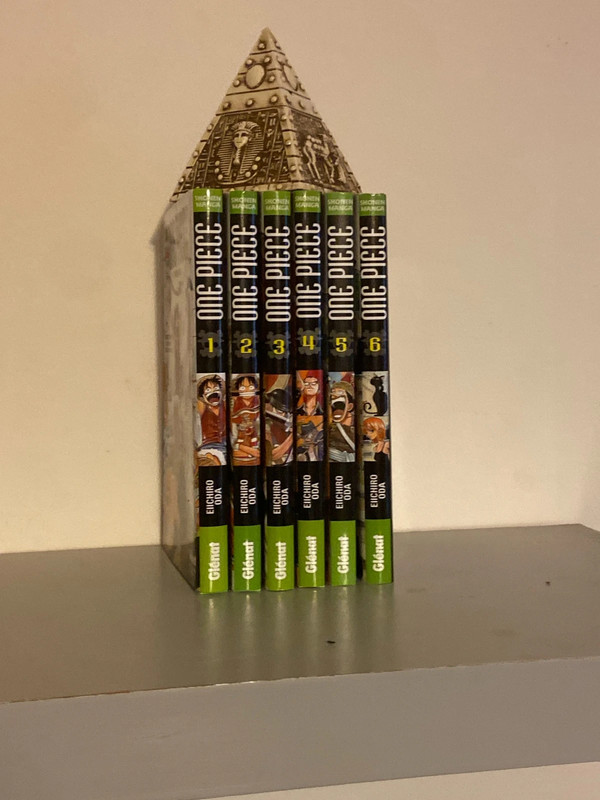 SHONEN
MANGA
ONE PIECE
1
EIICHIRO
ODA
Glénat
SHONEN
MANGA
ONE PIECE
2
EIICHIRO
ODA
Glénat
SHONEN
MANGA
ONE PIECE
3
EIICHIRO
ODA
Glénat
SHONEN
MANGA
ONE PIECE
4
EIICHIRO
ODA
Glénat
SHONEN
MANGA
ONE PIECE
5
EIICHIRO
ODA
Glénat
SHONEN
MANGA
ONE PIECE
6
EIICHIRO
ODA
Glénat